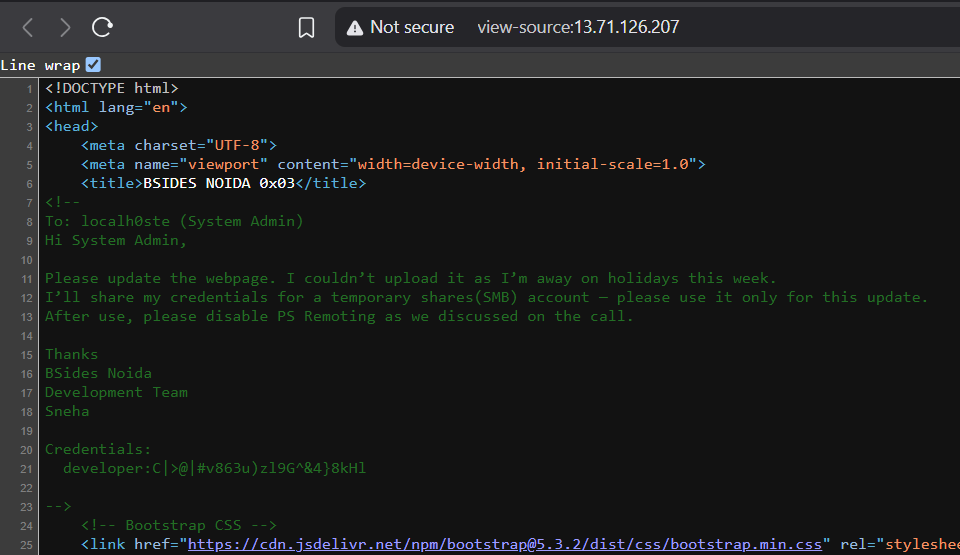 Not secure view-source:13.71.126.207
Line wrap
1 <!DOCTYPE html>
2 <html lang="en">
3 <head>
4 <meta charset="UTF-8">
5 <meta name="viewport" content="width=device-width, initial-scale=1.0">
6 <title>BSIDES NOIDA 0x03</title>
7 <!--
8 To: localh0ste (System Admin)
9 Hi System Admin,
10
11 Please update the webpage. I couldn’t upload it as I’m away on holidays this week.
12 I’ll share my credentials for a temporary shares(SMB) account — please use it only for this update.
13 After use, please disable PS Remoting as we discussed on the call.
14
15 Thanks
16 BSides Noida
17 Development Team
18 Sneha
19
20 Credentials:
21 developer:C|>@|#v863u)zl9G^&4}8kHl
22
23 -->
24 <!-- Bootstrap CSS -->
25 <link href="https://cdn.jsdelivr.net/npm/bootstrap@5.3.2/dist/css/bootstrap.min.css" rel="styleshee